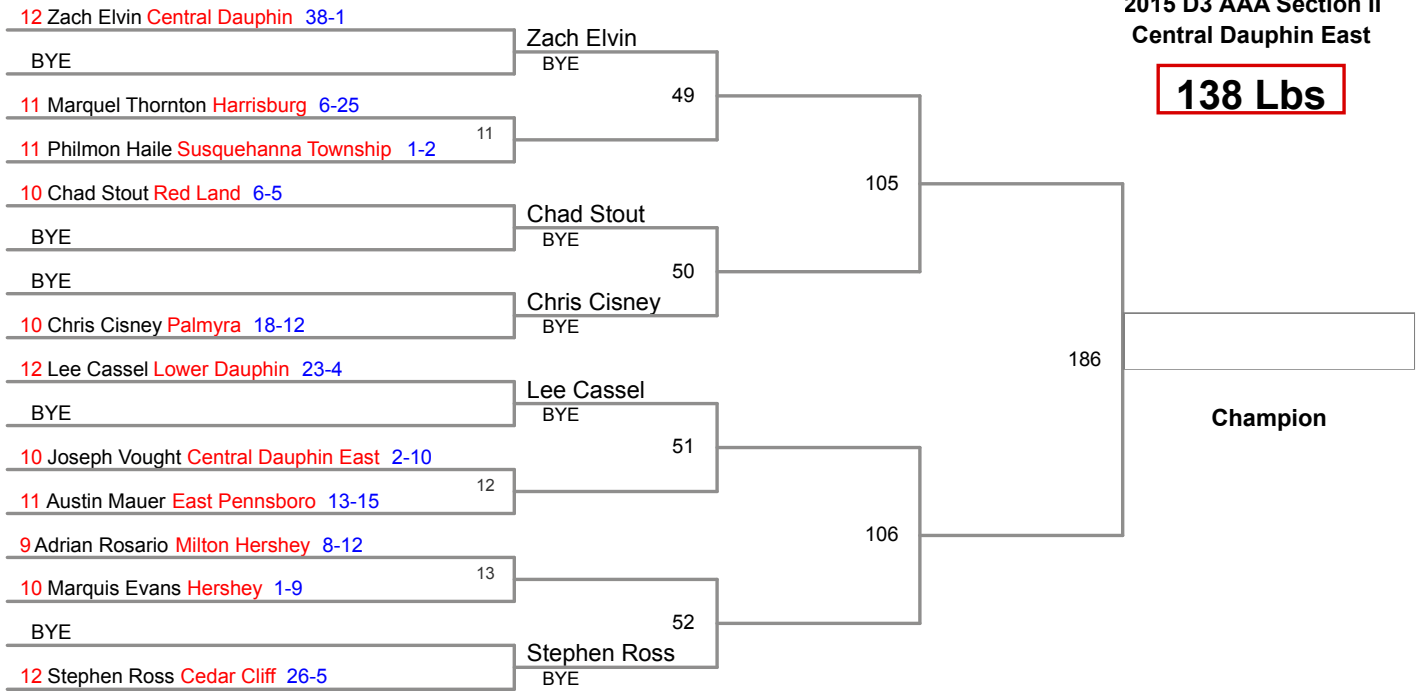 2015 D3 AAA Section II
Central Dauphin East
138 Lbs
12 Zach Elvin Central Dauphin 38-1
BYE
11 Marquel Thornton Harrisburg 6-25
11 Philmon Haile Susquehanna Township 1-2
10 Chad Stout Red Land 6-5
BYE
BYE
10 Chris Cisney Palmyra 18-12
12 Lee Cassel Lower Dauphin 23-4
BYE
10 Joseph Vought Central Dauphin East 2-10
11 Austin Mauer East Pennsboro 13-15
9 Adrian Rosario Milton Hershey 8-12
10 Marquis Evans Hershey 1-9
BYE
12 Stephen Ross Cedar Cliff 26-5
11
12
13
Zach Elvin
BYE
Chad Stout
BYE
Chris Cisney
BYE
Lee Cassel
BYE
Stephen Ross
BYE
49
50
51
52
105
106
186
Champion